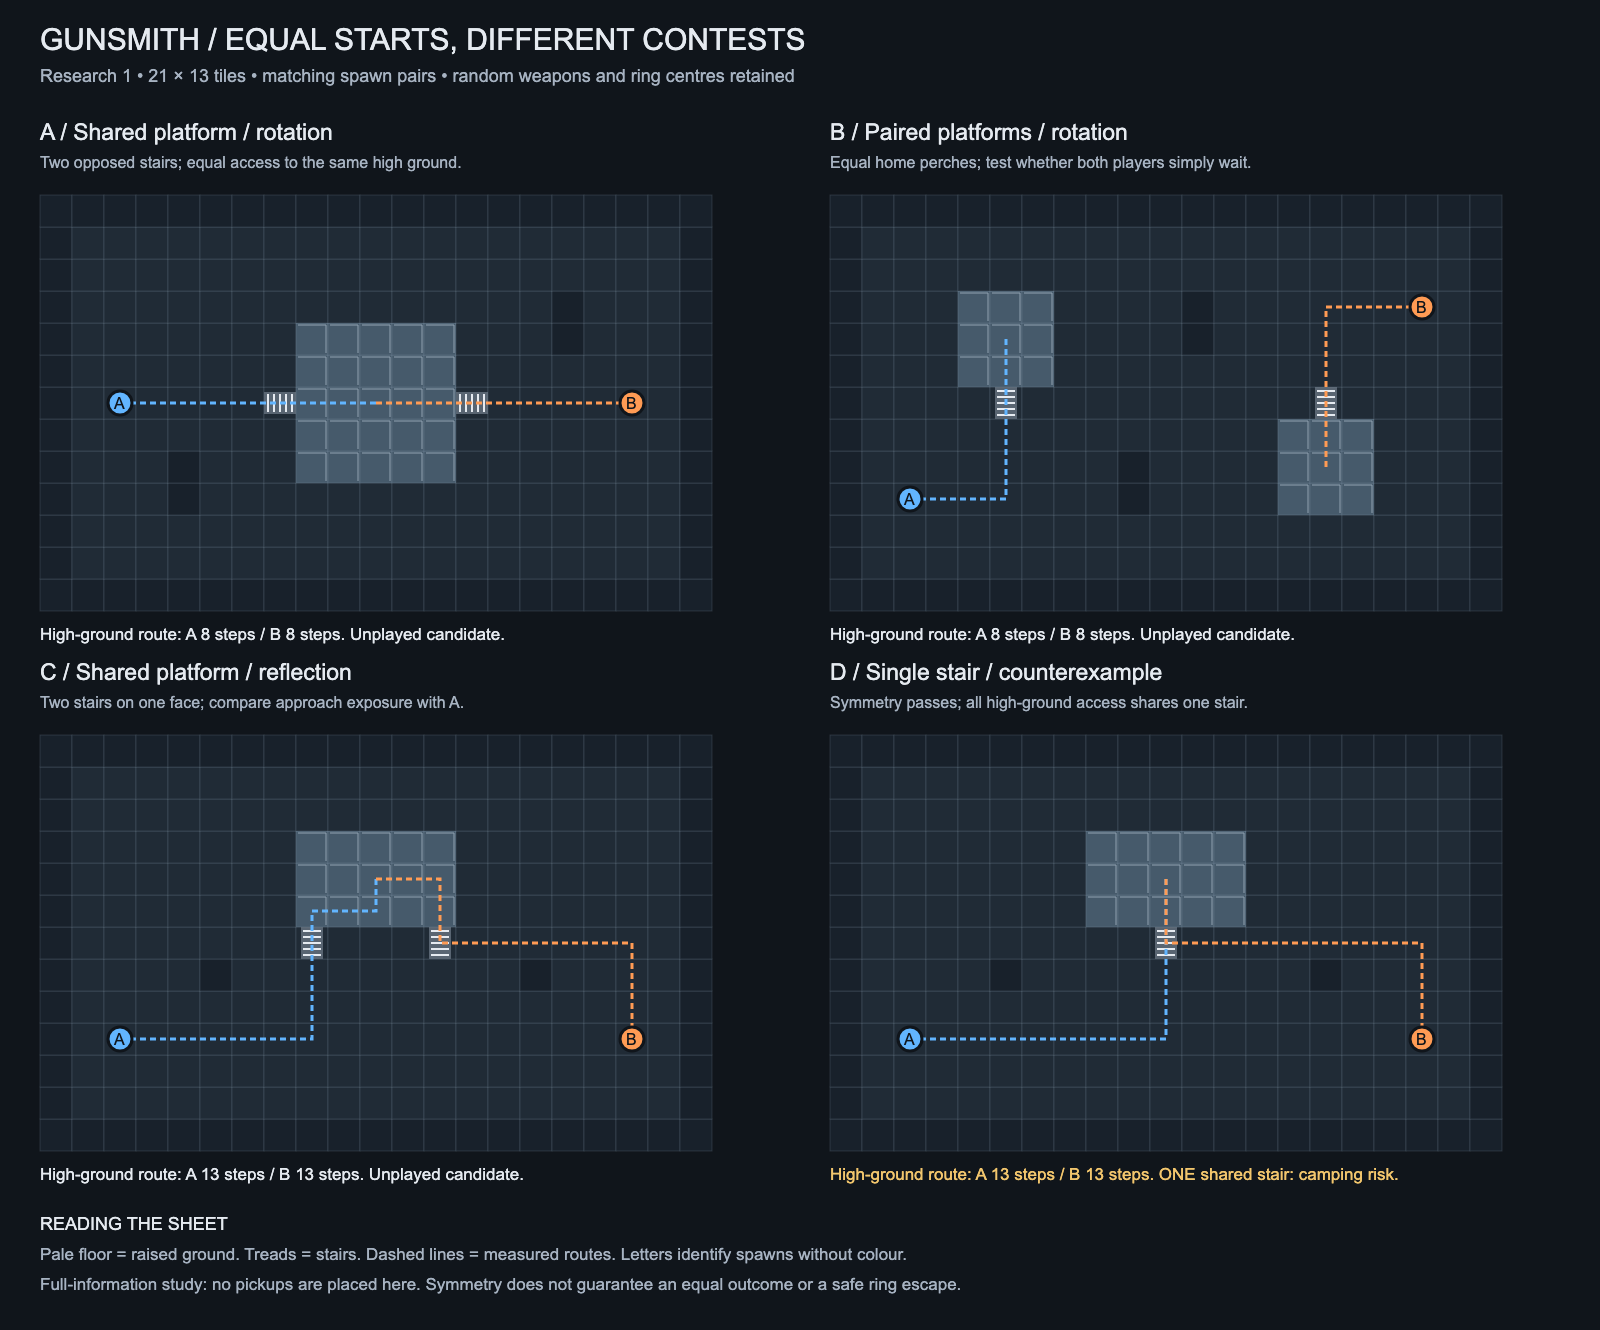 GUNSMITH / EQUAL STARTS, DIFFERENT CONTESTS
Research 1 • 21 × 13 tiles • matching spawn pairs • random weapons and ring centres retained
A / Shared platform / rotation
Two opposed stairs; equal access to the same high ground.
A
B
High-ground route: A 8 steps / B 8 steps. Unplayed candidate.
B / Paired platforms / rotation
Equal home perches; test whether both players simply wait.
B
A
High-ground route: A 8 steps / B 8 steps. Unplayed candidate.
C / Shared platform / reflection
Two stairs on one face; compare approach exposure with A.
A
B
High-ground route: A 13 steps / B 13 steps. Unplayed candidate.
D / Single stair / counterexample
Symmetry passes; all high-ground access shares one stair.
A
B
High-ground route: A 13 steps / B 13 steps. ONE shared stair: camping risk.
READING THE SHEET
Pale floor = raised ground. Treads = stairs. Dashed lines = measured routes. Letters identify spawns without colour.
Full-information study: no pickups are placed here. Symmetry does not guarantee an equal outcome or a safe ring escape.